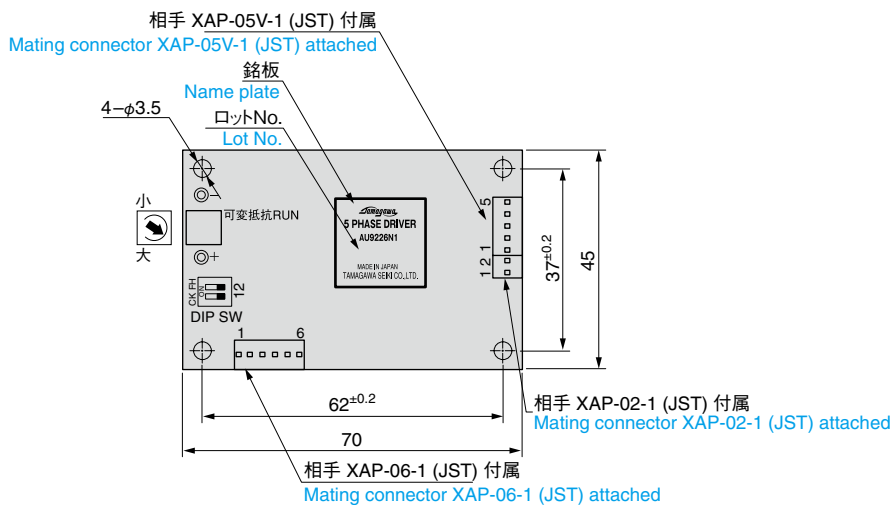 相手 XAP-05V-1 (JST) 付属
Mating connector XAP-05V-1 (JST) attached
銘板
Name plate
4-φ3.5
ロットNo.
Lot No.
小
大
−
可変抵抗RUN
+
Tamagawa
5 PHASE DRIVER
AU9226N1
MADE IN JAPAN
TAMAGAWA SEIKI CO.,LTD.
5
1
2
1
37±0.2
45
CK FH
ON
12
DIP SW
1 6
62±0.2
70
相手 XAP-02-1 (JST) 付属
Mating connector XAP-02-1 (JST) attached
相手 XAP-06-1 (JST) 付属
Mating connector XAP-06-1 (JST) attached